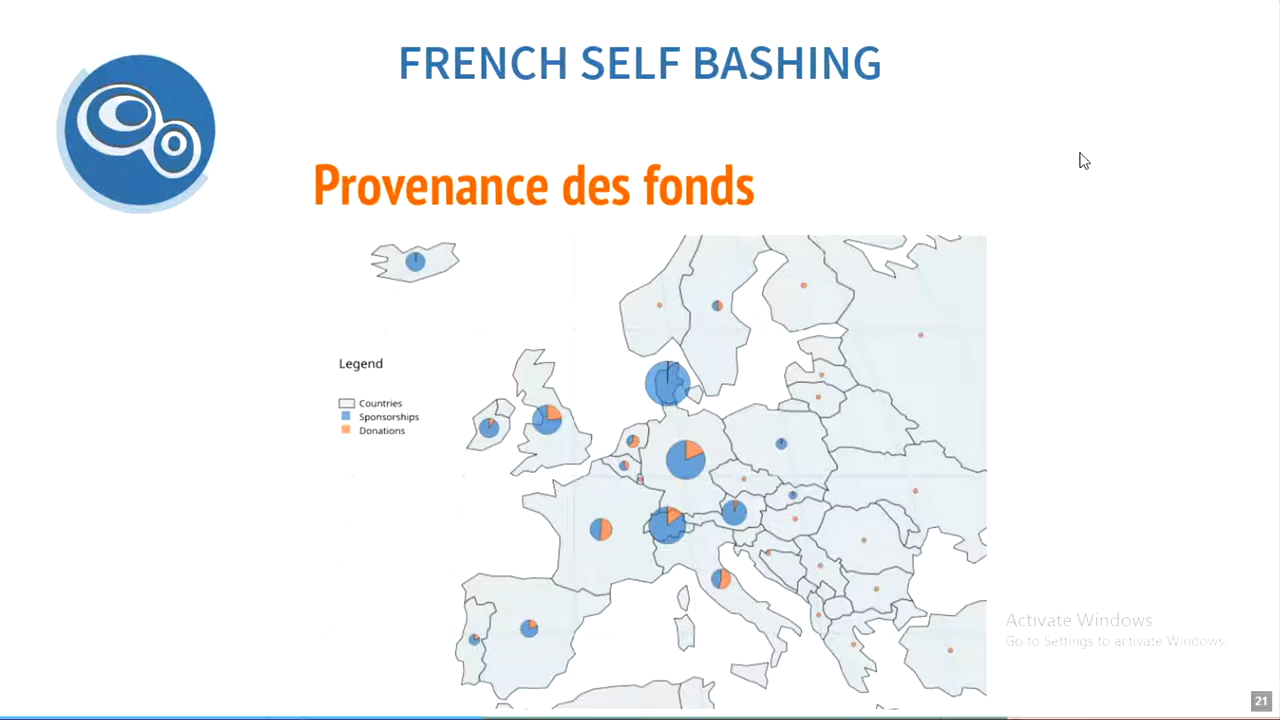 FRENCH SELF BASHING
Provenance des fonds
Legend
Countries
Sponsorships
Donations
Activate Windows
Go to Settings to activate Windows.
21